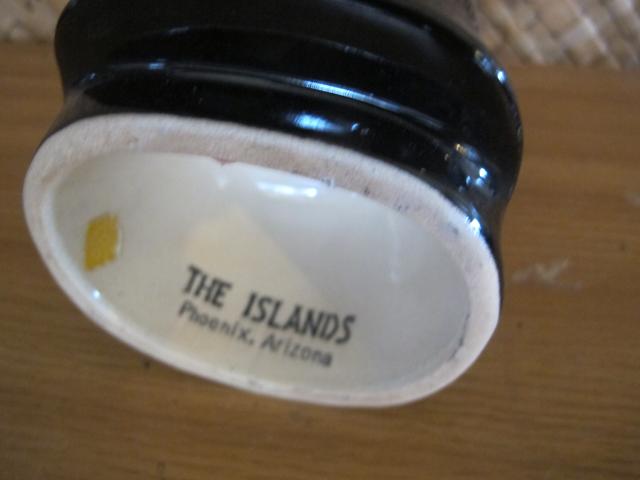 THE ISLANDS
Phoenix, Arizona